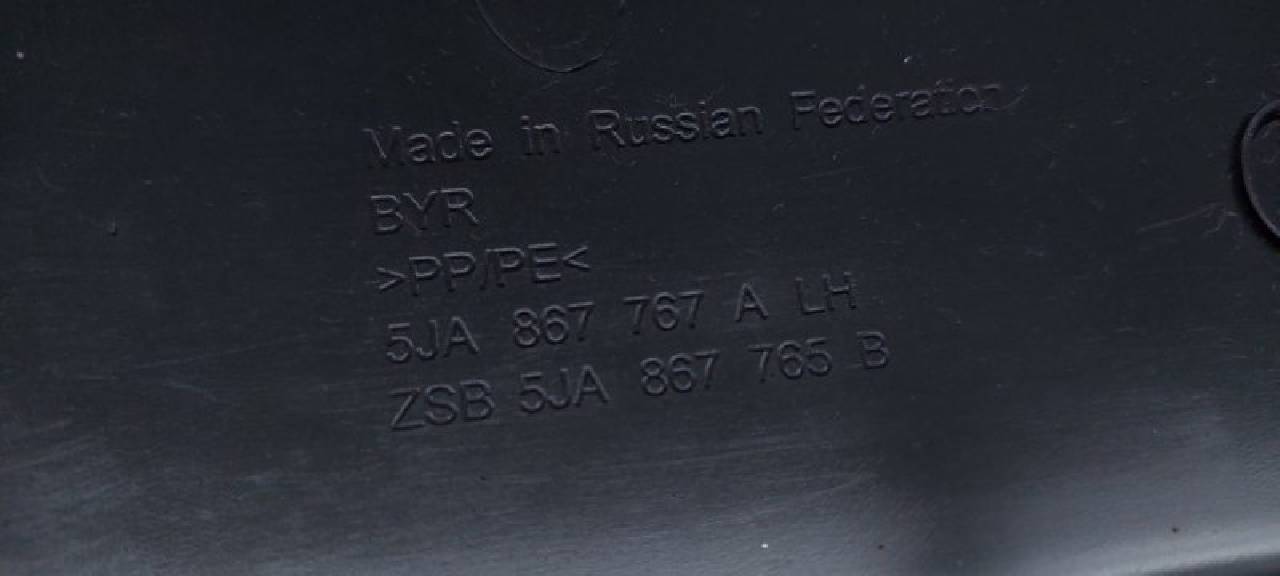 Made in Russian Federation
BYR
>PP/PE<
5JA 867 767 A LH
ZSB 5JA 867 765 B